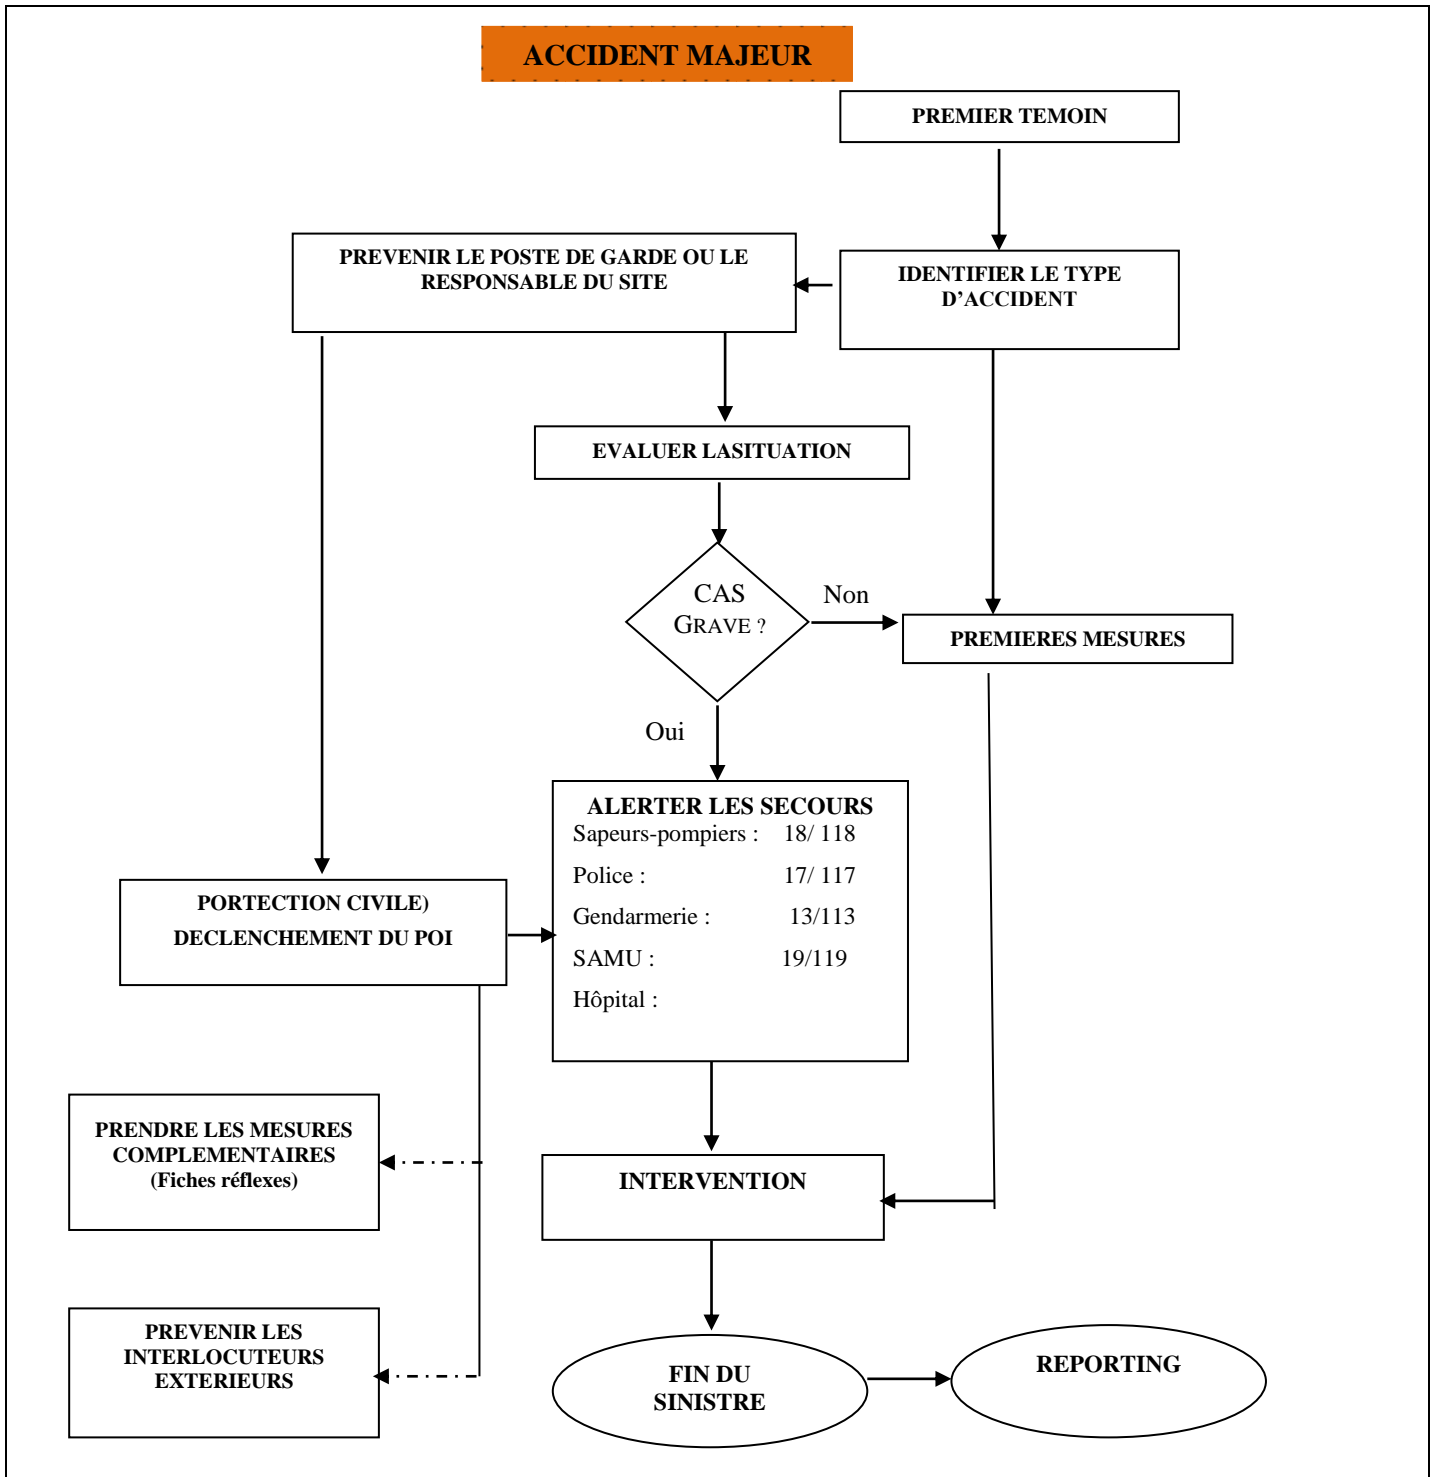 ACCIDENT MAJEUR
PREMIER TEMOIN
PREVENIR LE POSTE DE GARDE OU LE
RESPONSABLE DU SITE
IDENTIFIER LE TYPE
D’ACCIDENT
EVALUER LASITUATION
CAS
GRAVE ?
Non
PREMIERES MESURES
Oui
ALERTER LES SECOURS
Sapeurs-pompiers : 18/ 118
Police : 17/ 117
Gendarmerie : 13/113
SAMU : 19/119
Hôpital :
PORTECTION CIVILE)
DECLENCHEMENT DU POI
PRENDRE LES MESURES
COMPLEMENTAIRES
(Fiches réflexes)
INTERVENTION
PREVENIR LES
INTERLOCUTEURS
EXTERIEURS
FIN DU
SINISTRE
REPORTING